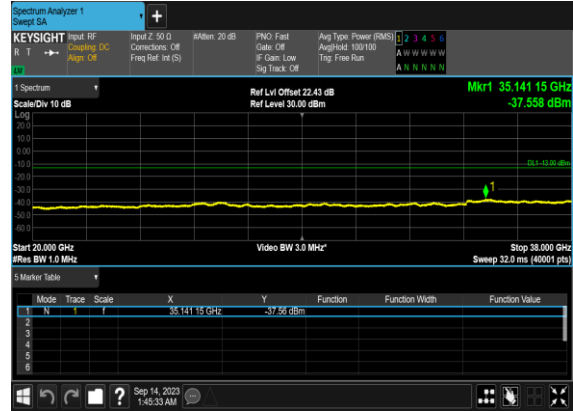 Spectrum Analyzer 1
Swept SA
KEYSIGHT Input: RF Input Z: 50 Ω #Atten: 20 dB PNO: Fast Avg Type: Power (RMS) 1 2 3 4 5 6
R T Coupling: DC Corrections: Off Gate: Off Avg|Hold: 100/100 A W W W W W
Align: Off Freq Ref: Int (S) IF Gain: Low Trig: Free Run
Sig Track: Off A N N N N N
1 Spectrum Ref Lvl Offset 22.43 dB Mkr1 35.141 15 GHz
Scale/Div 10 dB Ref Level 30.00 dBm -37.558 dBm
Log
20.0
10.0
0.00
-10.0 DL1 -13.00 dBm
-20.0
-30.0 1
-40.0
-50.0
-60.0
Start 20.000 GHz Video BW 3.0 MHz* Stop 38.000 GHz
#Res BW 1.0 MHz Sweep 32.0 ms (40001 pts)
5 Marker Table
Mode Trace Scale X Y Function Function Width Function Value
1 N 1 f 35.141 15 GHz -37.56 dBm
2
3
4
5
6
? Sep 14, 2023
1:45:33 AM